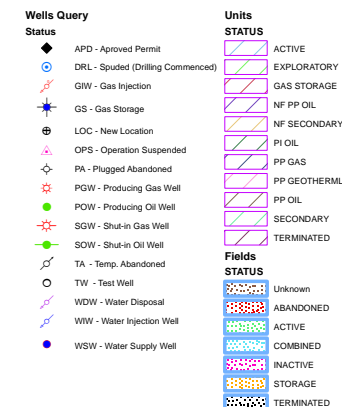 Wells Query
Status
APD - Aproved Permit
DRL - Spuded (Drilling Commenced)
GIW - Gas Injection
GS - Gas Storage
LOC - New Location
OPS - Operation Suspended
PA - Plugged Abandoned
PGW - Producing Gas Well
POW - Producing Oil Well
SGW - Shut-in Gas Well
SOW - Shut-in Oil Well
TA - Temp. Abandoned
TW - Test Well
WDW - Water Disposal
WIW - Water Injection Well
WSW - Water Supply Well
Units
STATUS
ACTIVE
EXPLORATORY
GAS STORAGE
NF PP OIL
NF SECONDARY
PI OIL
PP GAS
PP GEOTHERML
PP OIL
SECONDARY
TERMINATED
Fields
STATUS
Unknown
ABANDONED
ACTIVE
COMBINED
INACTIVE
STORAGE
TERMINATED